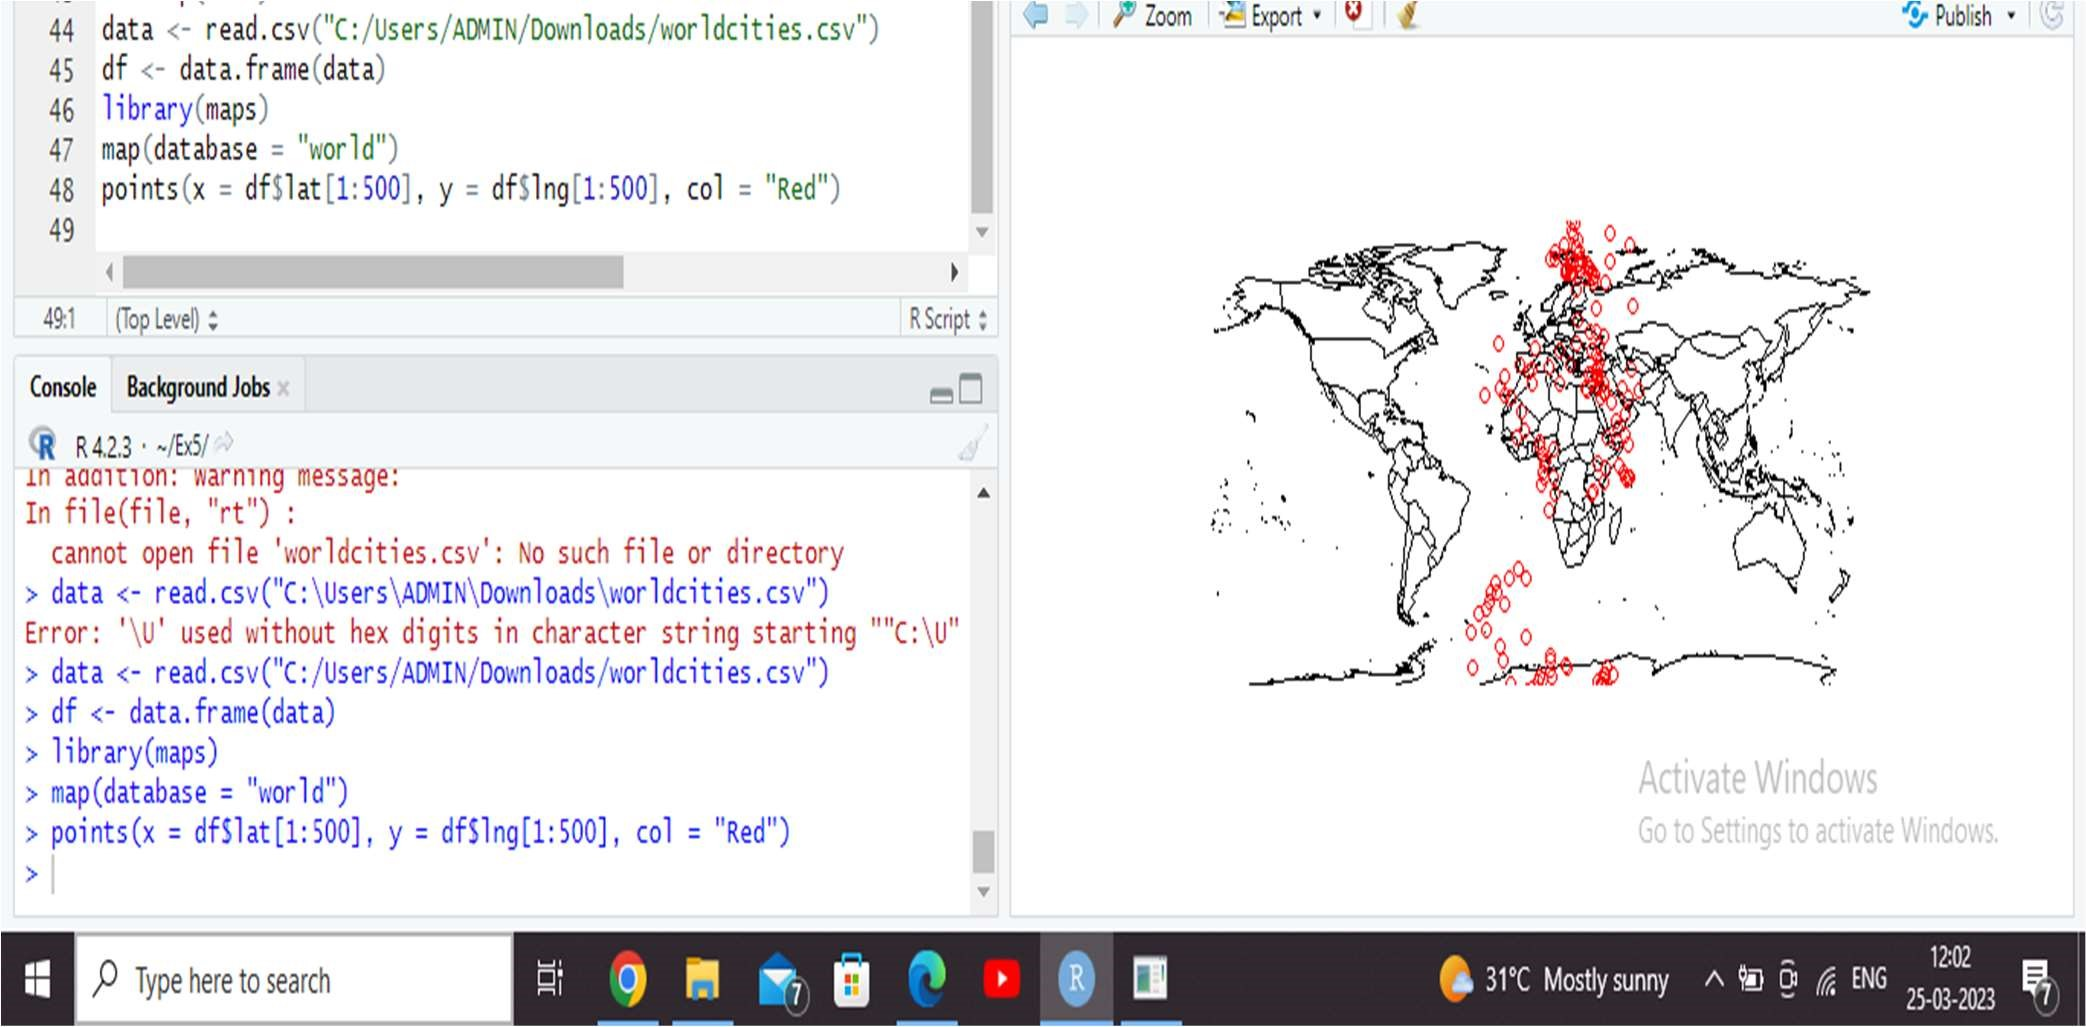 44 data <- read.csv("C:/Users/ADMIN/Downloads/worldcities.csv")
45 df <- data.frame(data)
46 library(maps)
47 map(database = "world")
48 points(x = df$lat[1:500], y = df$lng[1:500], col = "Red")
49
49:1 (Top Level) R Script
Console Background Jobs
R 4.2.3 · ~/Ex5/
In addition: Warning message:
In file(file, "rt") :
cannot open file 'worldcities.csv': No such file or directory
> data <- read.csv("C:\Users\ADMIN\Downloads\worldcities.csv")
Error: '\U' used without hex digits in character string starting ""C:\U"
> data <- read.csv("C:/Users/ADMIN/Downloads/worldcities.csv")
> df <- data.frame(data)
> library(maps)
> map(database = "world")
> points(x = df$lat[1:500], y = df$lng[1:500], col = "Red")
>
Zoom Export Publish
Activate Windows
Go to Settings to activate Windows.
Type here to search
7
R
31°C Mostly sunny
ENG
12:02
25-03-2023
7